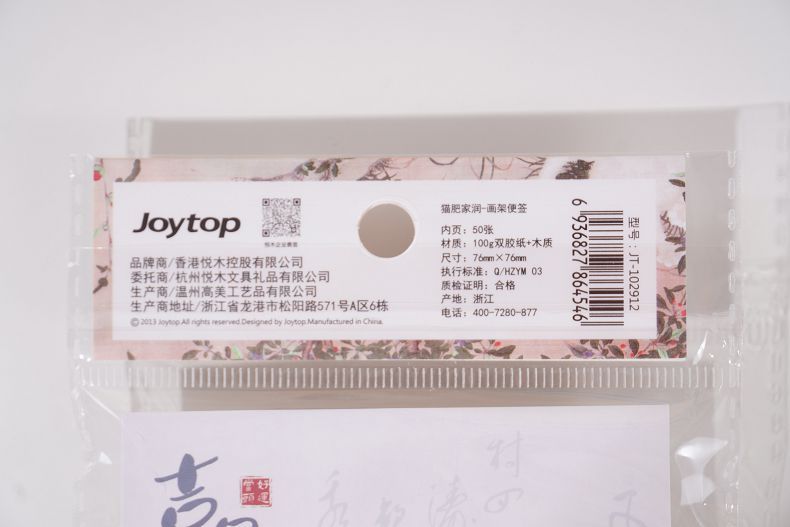 Joytop
悦木企业微信
品牌商/香港悦木控股有限公司
委托商/杭州悦木文具礼品有限公司
生产商/温州高美工艺品有限公司
生产商地址/浙江省龙港市松阳路571号A区6栋
©2013 Joytop.All rights reserved.Designed by Joytop.Manufactured in China.
猫肥家润-画架便签
内页：50张
材质：100g双胶纸+木质
尺寸：76mm×76mm
执行标准：Q/HZYM 03
质检证明：合格
产地：浙江
电话：400-7280-877
6 936827 864546
型号：JT-102912
好運
當頭